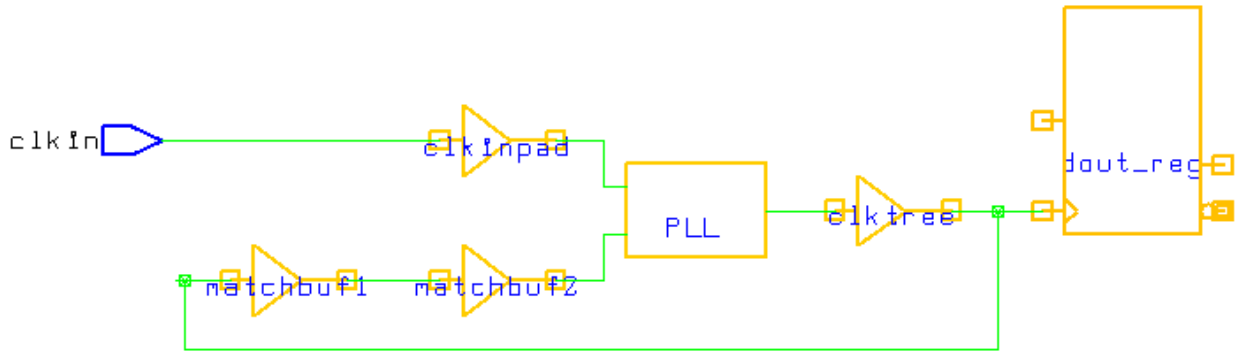 clkin
clkinpad
dout_reg
PLL
clktree
matchbuf1
matchbuf2